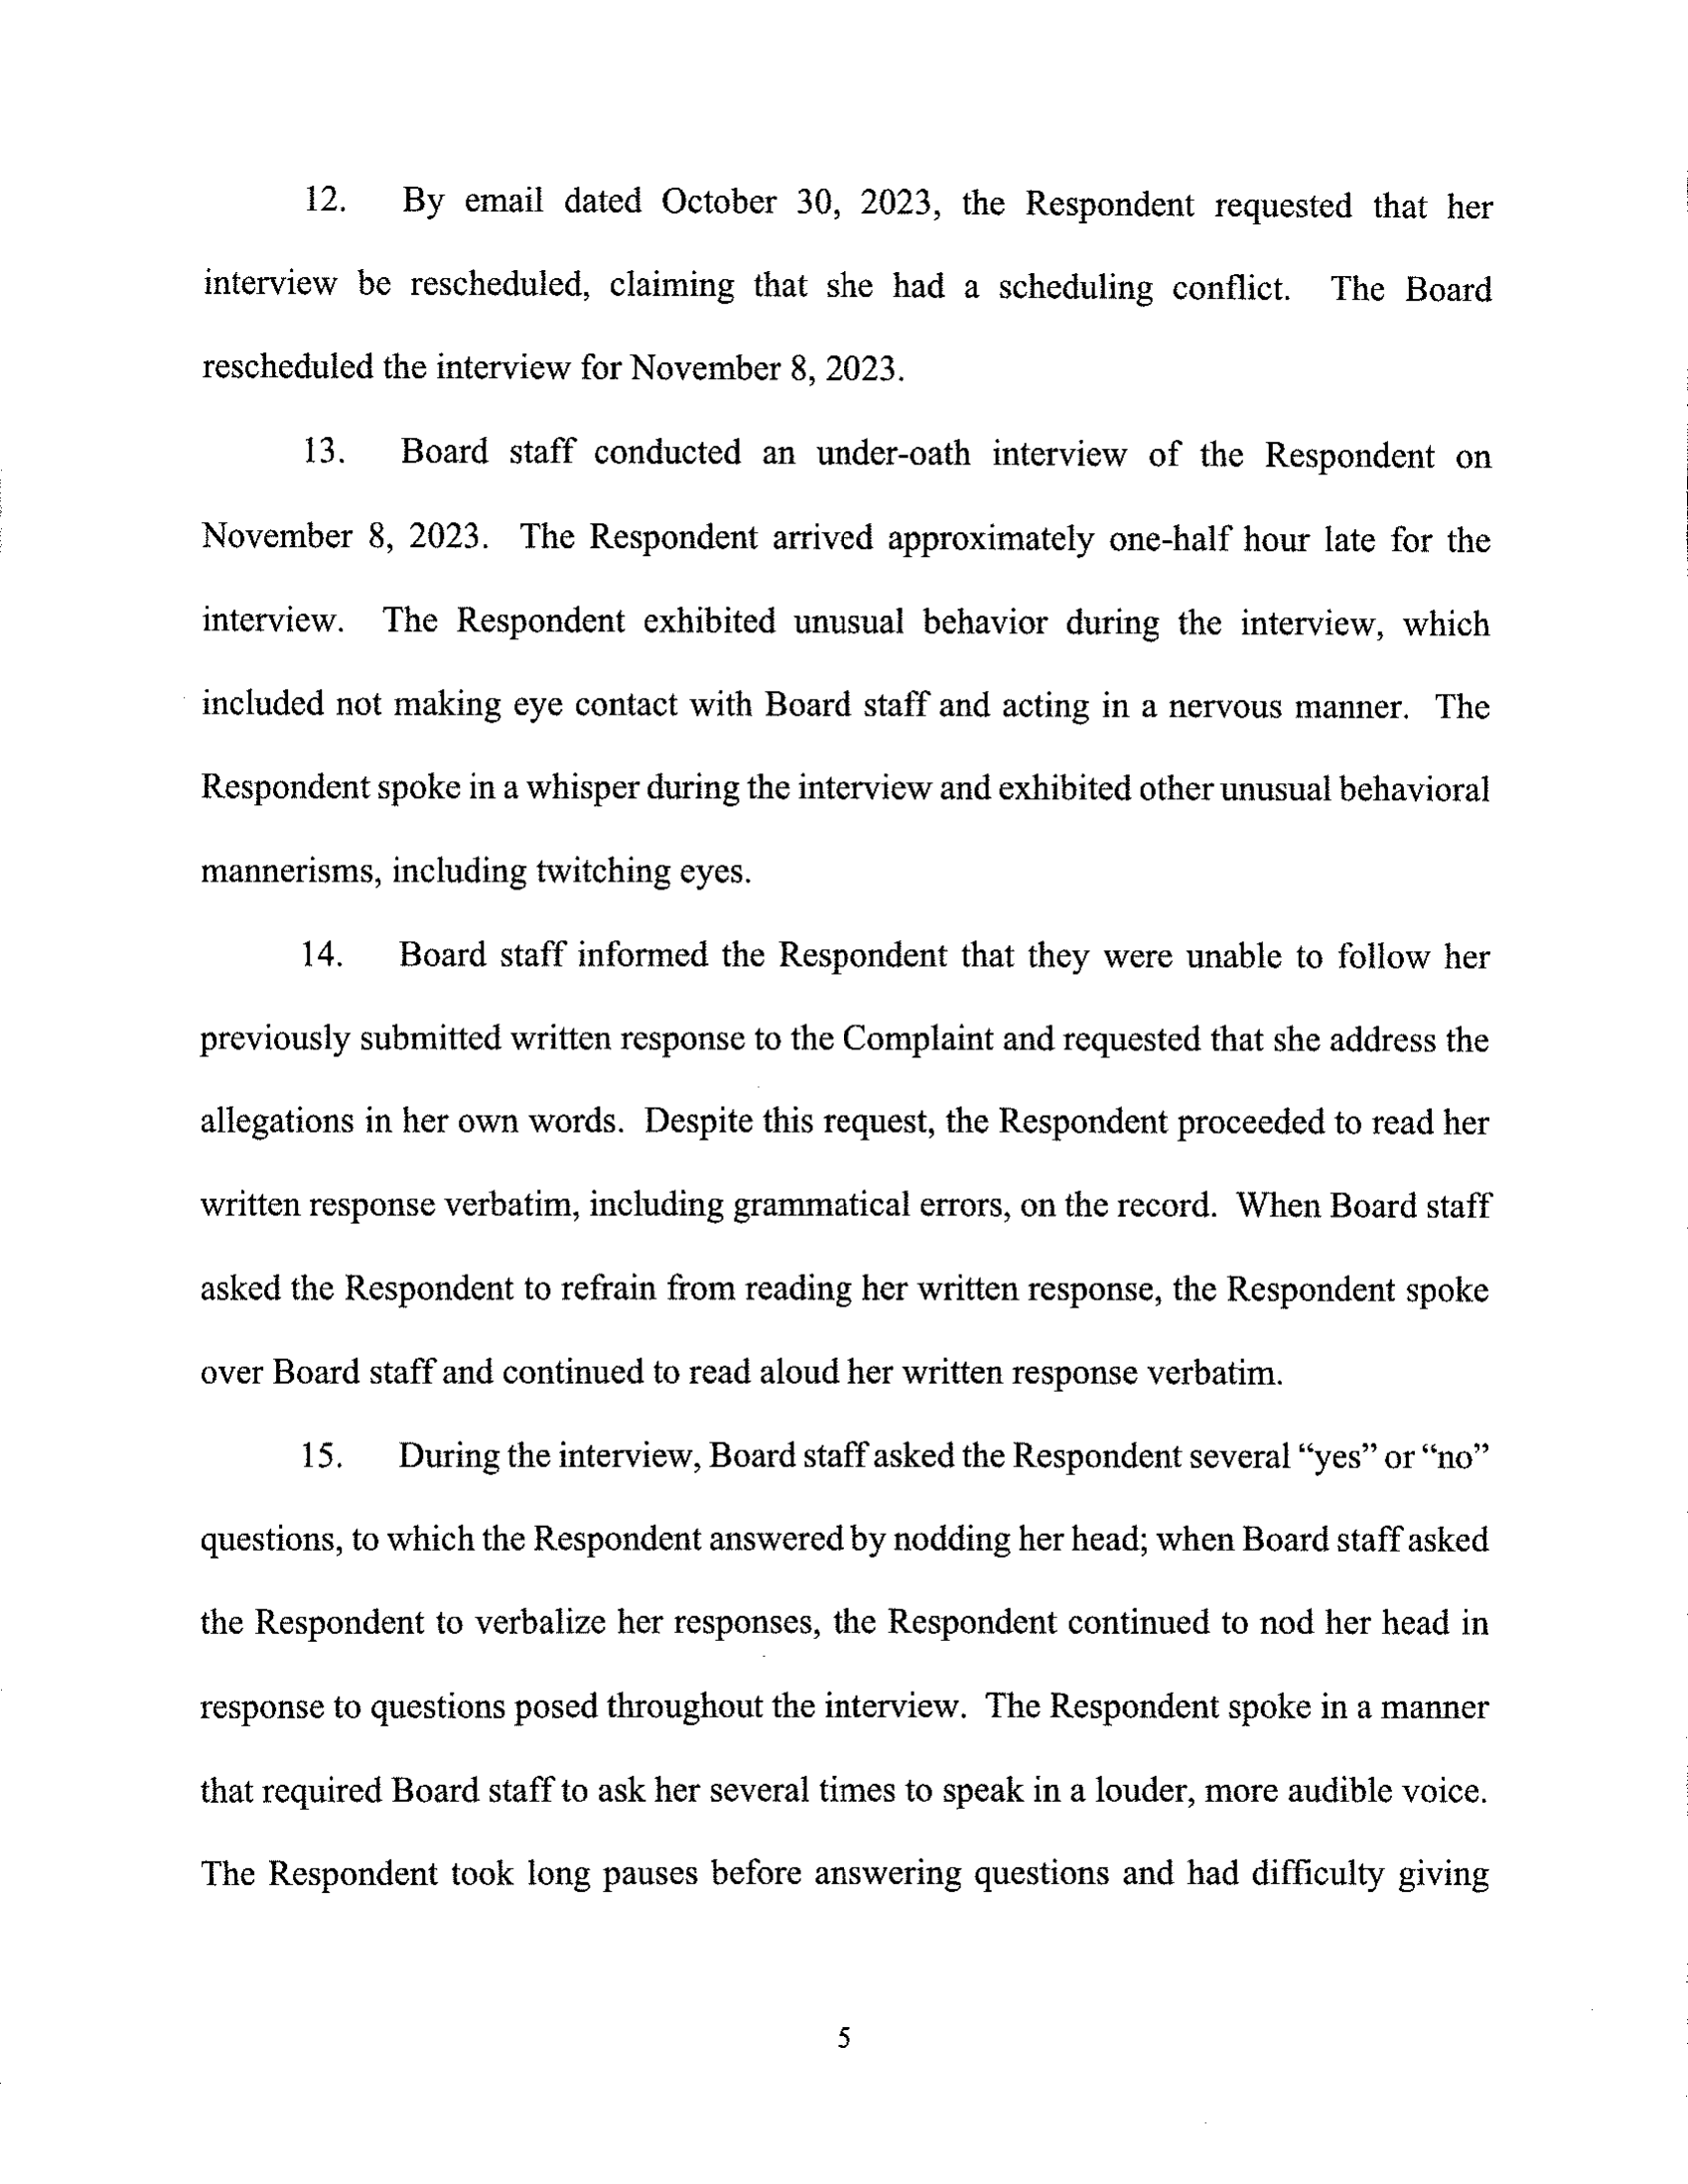 12. By email dated October 30, 2023, the Respondent requested that her
interview be rescheduled, claiming that she had a scheduling conflict. The Board
rescheduled the interview for November 8, 2023.
13. Board staff conducted an under-oath interview of the Respondent on
November 8, 2023. The Respondent arrived approximately one-half hour late for the
interview. The Respondent exhibited unusual behavior during the interview, which
included not making eye contact with Board staff and acting in a nervous manner. The
Respondent spoke in a whisper during the interview and exhibited other unusual behavioral
mannerisms, including twitching eyes.
14. Board staff informed the Respondent that they were unable to follow her
previously submitted written response to the Complaint and requested that she address the
allegations in her own words. Despite this request, the Respondent proceeded to read her
written response verbatim, including grammatical errors, on the record. When Board staff
asked the Respondent to refrain from reading her written response, the Respondent spoke
over Board staff and continued to read aloud her written response verbatim.
15. During the interview, Board staff asked the Respondent several “yes” or “no”
questions, to which the Respondent answered by nodding her head; when Board staff asked
the Respondent to verbalize her responses, the Respondent continued to nod her head in
response to questions posed throughout the interview. The Respondent spoke in a manner
that required Board staff to ask her several times to speak in a louder, more audible voice.
The Respondent took long pauses before answering questions and had difficulty giving
5